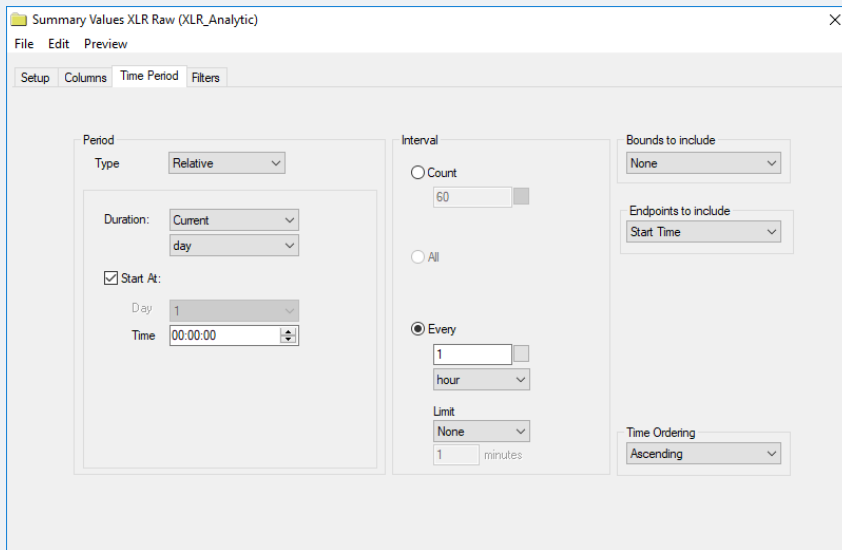 Summary Values XLR Raw (XLR_Analytic)
File Edit Preview
Setup Columns Time Period Filters
Period
Type Relative
Duration: Current
day
Start At:
Day 1
Time 00:00:00
Interval
Count
60
All
Every
1
hour
Limit
None
1 minutes
Bounds to include
None
Endpoints to include
Start Time
Time Ordering
Ascending